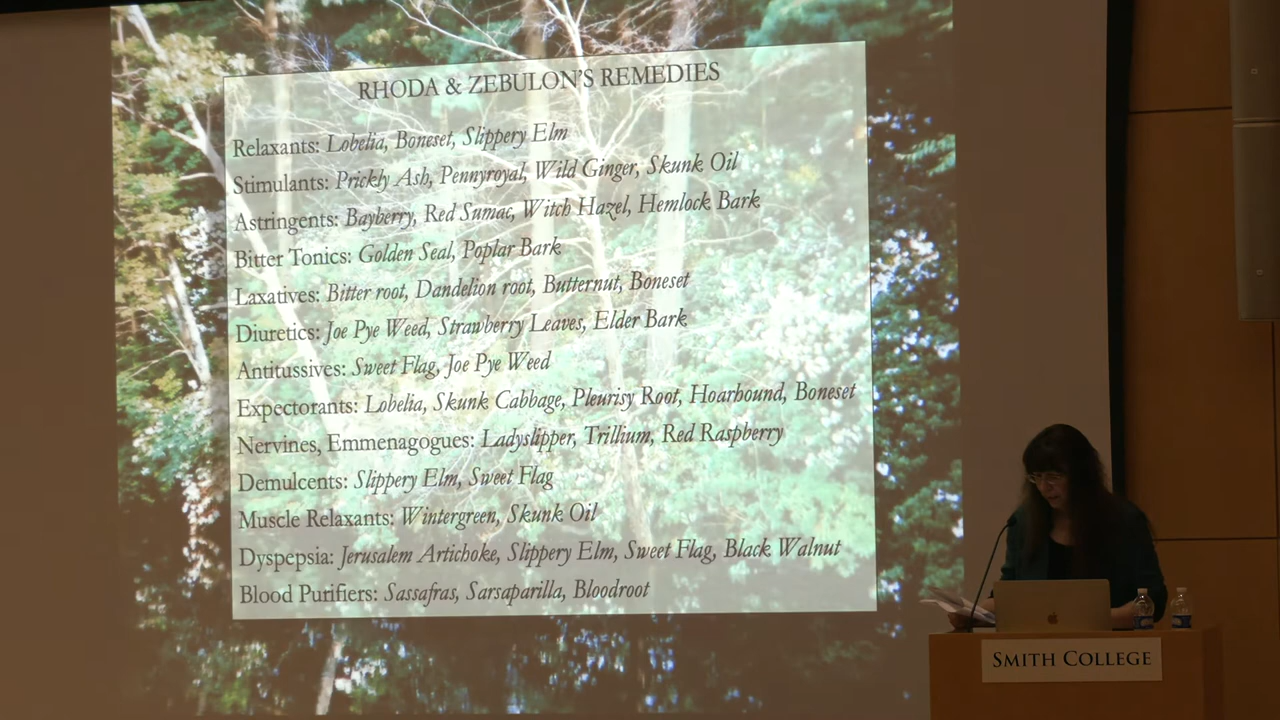 RHODA & ZEBULON'S REMEDIES
Relaxants: Lobelia, Boneset, Slippery Elm
Stimulants: Prickly Ash, Pennyroyal, Wild Ginger, Skunk Oil
Astringents: Bayberry, Red Sumac, Witch Hazel, Hemlock Bark
Bitter Tonics: Golden Seal, Poplar Bark
Laxatives: Bitter root, Dandelion root, Butternut, Boneset
Diuretics: Joe Pye Weed, Strawberry Leaves, Elder Bark
Antitussives: Sweet Flag, Joe Pye Weed
Expectorants: Lobelia, Skunk Cabbage, Pleurisy Root, Hoarhound, Boneset
Nervines, Emmenagogues: Ladyslipper, Trillium, Red Raspberry
Demulcents: Slippery Elm, Sweet Flag
Muscle Relaxants: Wintergreen, Skunk Oil
Dyspepsia: Jerusalem Artichoke, Slippery Elm, Sweet Flag, Black Walnut
Blood Purifiers: Sassafras, Sarsaparilla, Bloodroot
SMITH COLLEGE